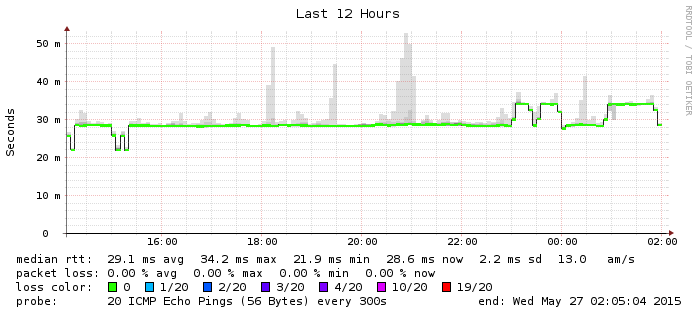 Last 12 Hours
RRDTOOL / TOBI OETIKER
Seconds
50 m
40 m
30 m
20 m
10 m
0
16:00 18:00 20:00 22:00 00:00 02:00
median rtt: 29.1 ms avg 34.2 ms max 21.9 ms min 28.6 ms now 2.2 ms sd 13.0 am/s
packet loss: 0.00 % avg 0.00 % max 0.00 % min 0.00 % now
loss color: 0 1/20 2/20 3/20 4/20 10/20 19/20
probe: 20 ICMP Echo Pings (56 Bytes) every 300s end: Wed May 27 02:05:04 2015